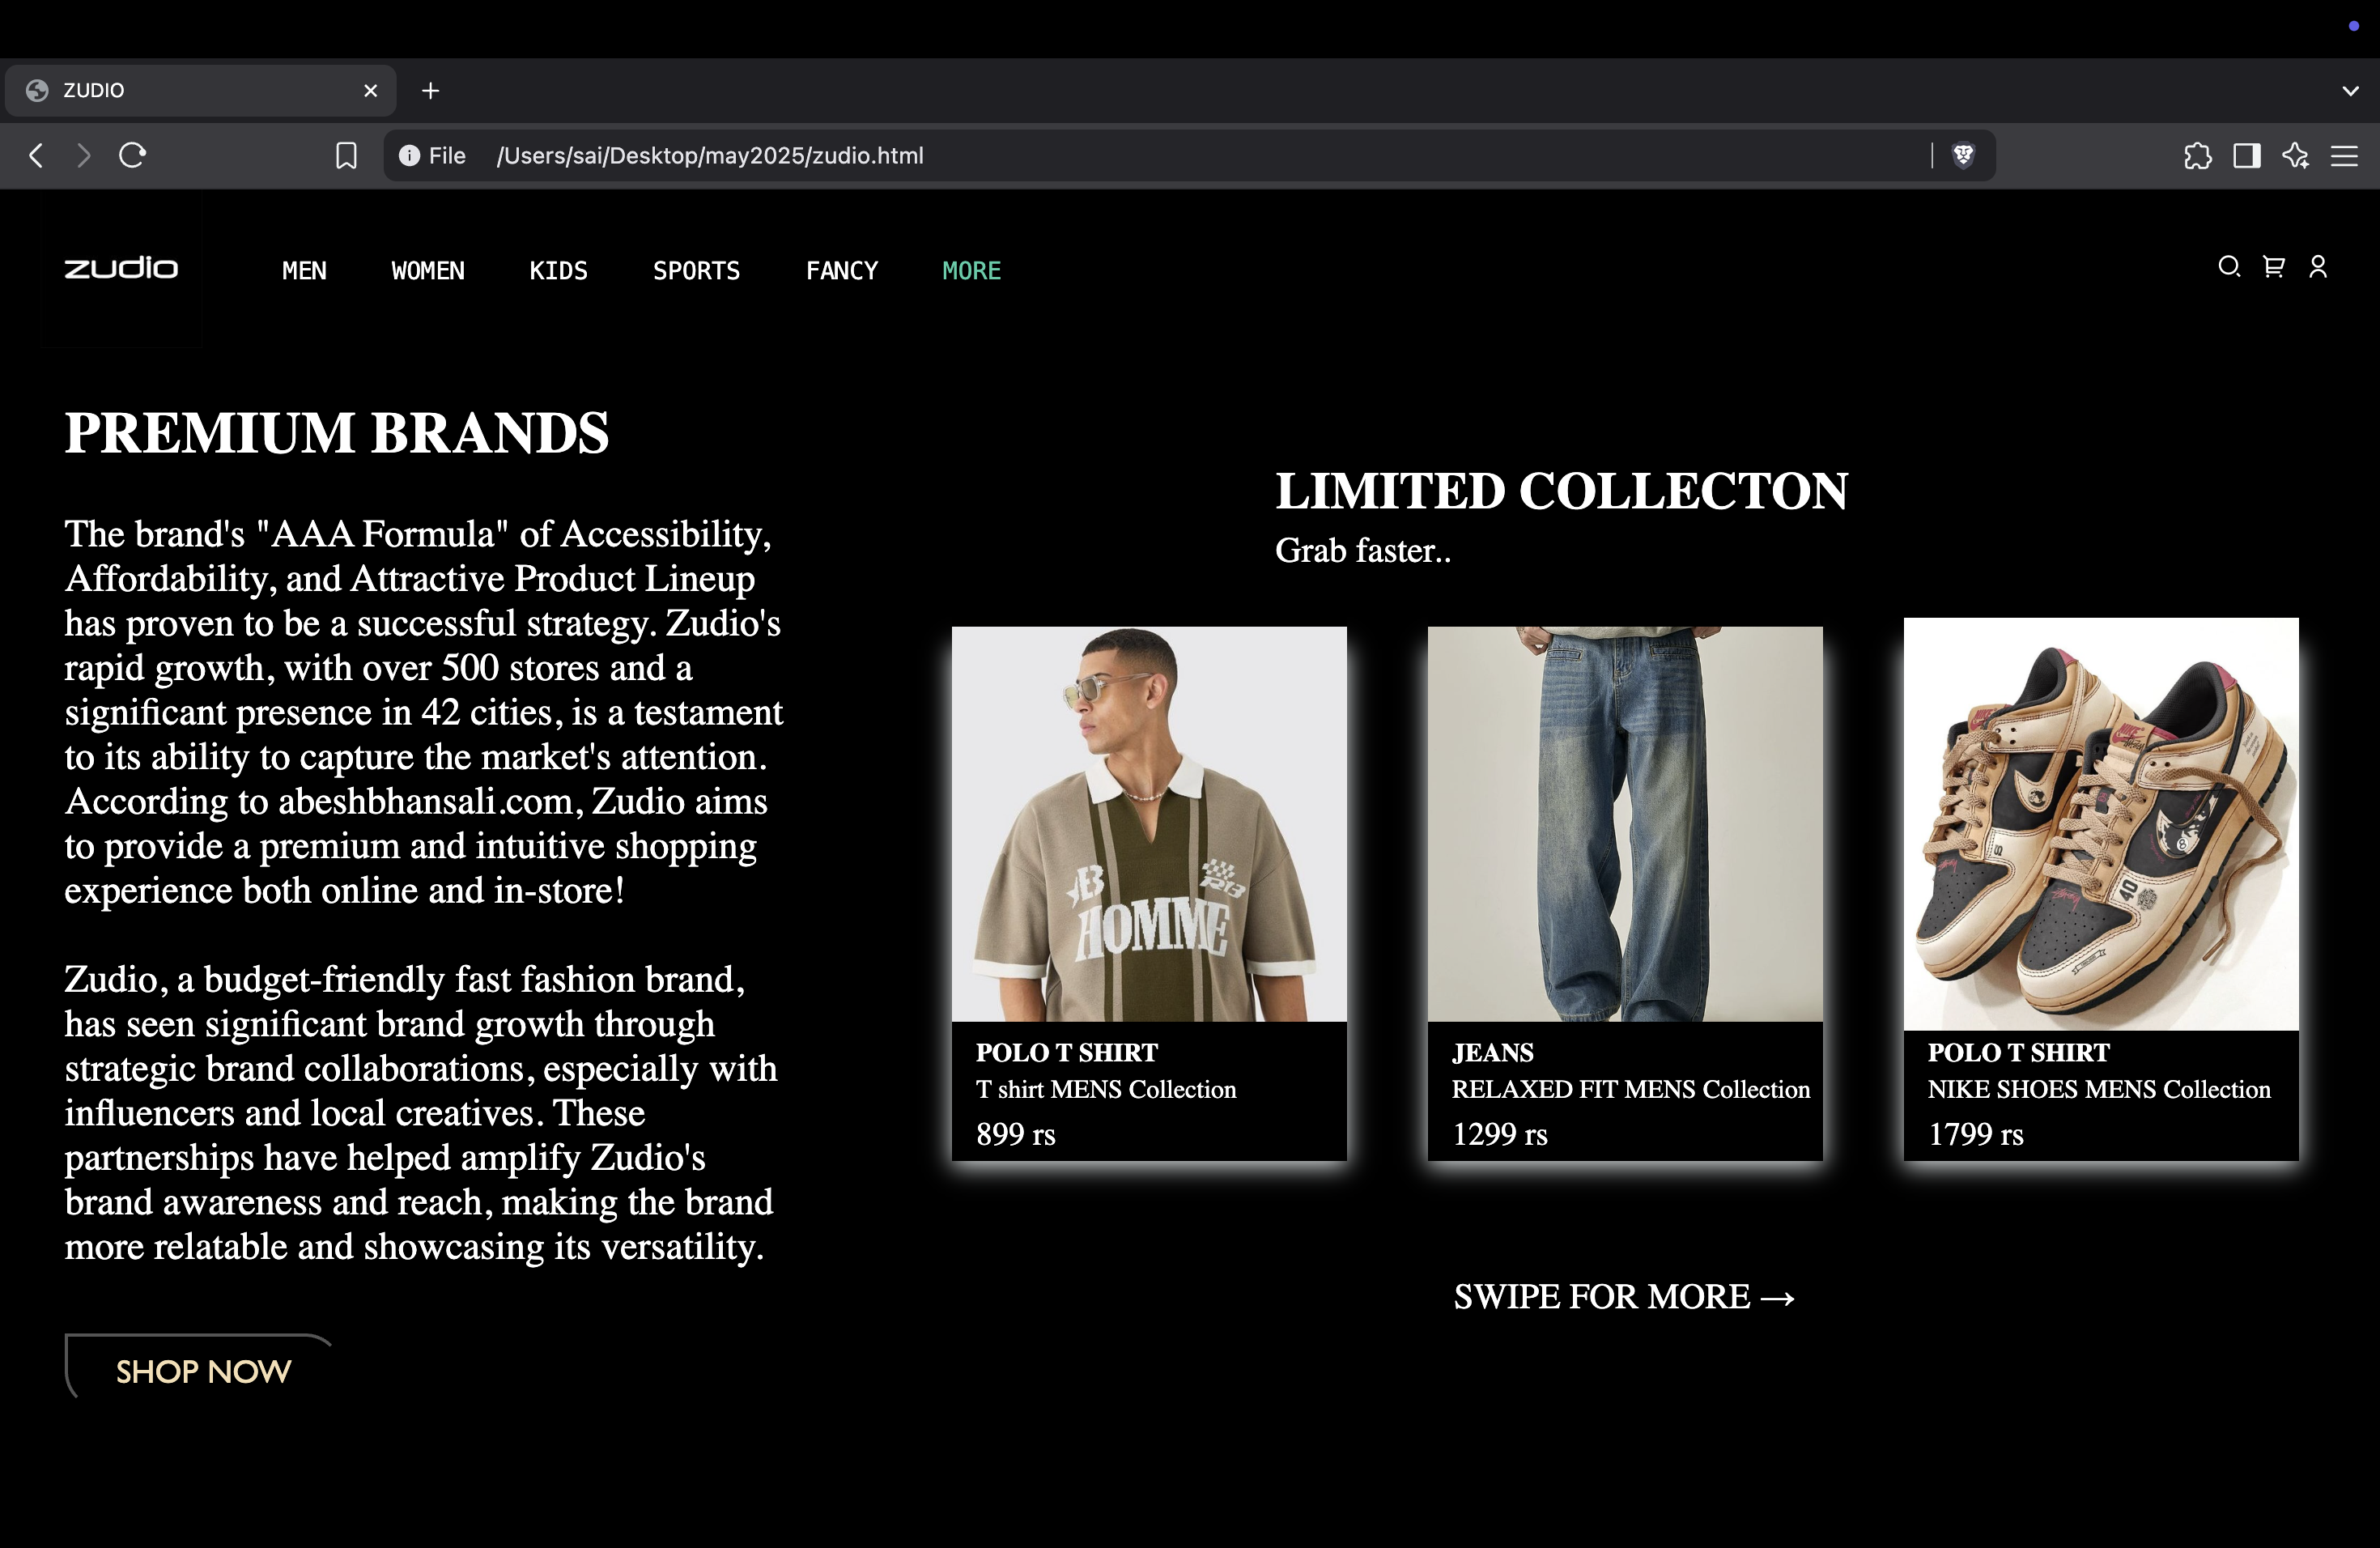 ZUDIO
File /Users/sai/Desktop/may2025/zudio.html
zudio
MEN WOMEN KIDS SPORTS FANCY MORE
PREMIUM BRANDS
The brand's "AAA Formula" of Accessibility,
Affordability, and Attractive Product Lineup
has proven to be a successful strategy. Zudio's
rapid growth, with over 500 stores and a
significant presence in 42 cities, is a testament
to its ability to capture the market's attention.
According to abeshbhansali.com, Zudio aims
to provide a premium and intuitive shopping
experience both online and in-store!
Zudio, a budget-friendly fast fashion brand,
has seen significant brand growth through
strategic brand collaborations, especially with
influencers and local creatives. These
partnerships have helped amplify Zudio's
brand awareness and reach, making the brand
more relatable and showcasing its versatility.
SHOP NOW
LIMITED COLLECTON
Grab faster..
HOMME
POLO T SHIRT
T shirt MENS Collection
899 rs
JEANS
RELAXED FIT MENS Collection
1299 rs
40
POLO T SHIRT
NIKE SHOES MENS Collection
1799 rs
SWIPE FOR MORE →